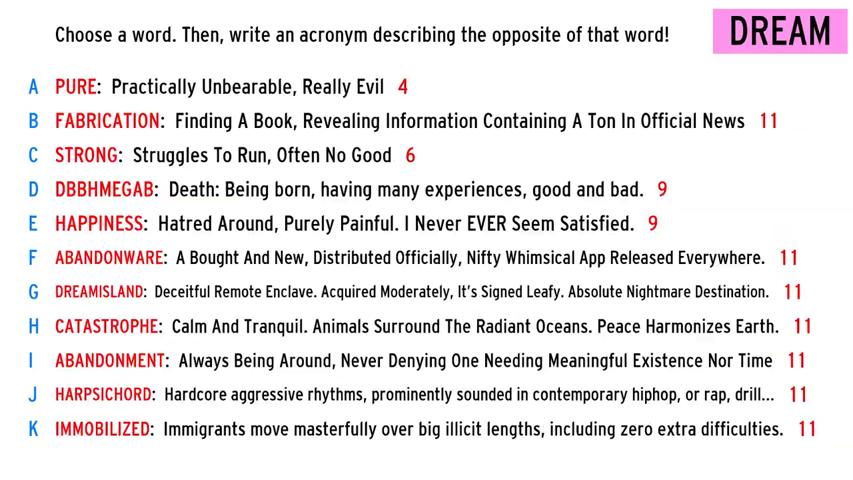 Choose a word. Then, write an acronym describing the opposite of that word!
DREAM
A PURE: Practically Unbearable, Really Evil 4
B FABRICATION: Finding A Book, Revealing Information Containing A Ton In Official News 11
C STRONG: Struggles To Run, Often No Good 6
D DBBHMEGAB: Death: Being born, having many experiences, good and bad. 9
E HAPPINESS: Hatred Around, Purely Painful. I Never EVER Seem Satisfied. 9
F ABANDONWARE: A Bought And New, Distributed Officially, Nifty Whimsical App Released Everywhere. 11
G DREAMISLAND: Deceitful Remote Enclave. Acquired Moderately, It's Signed Leafy. Absolute Nightmare Destination. 11
H CATASTROPHE: Calm And Tranquil. Animals Surround The Radiant Oceans. Peace Harmonizes Earth. 11
I ABANDONMENT: Always Being Around, Never Denying One Needing Meaningful Existence Nor Time 11
J HARPSICHORD: Hardcore aggressive rhythms, prominently sounded in contemporary hiphop, or rap, drill... 11
K IMMOBILIZED: Immigrants move masterfully over big illicit lengths, including zero extra difficulties. 11